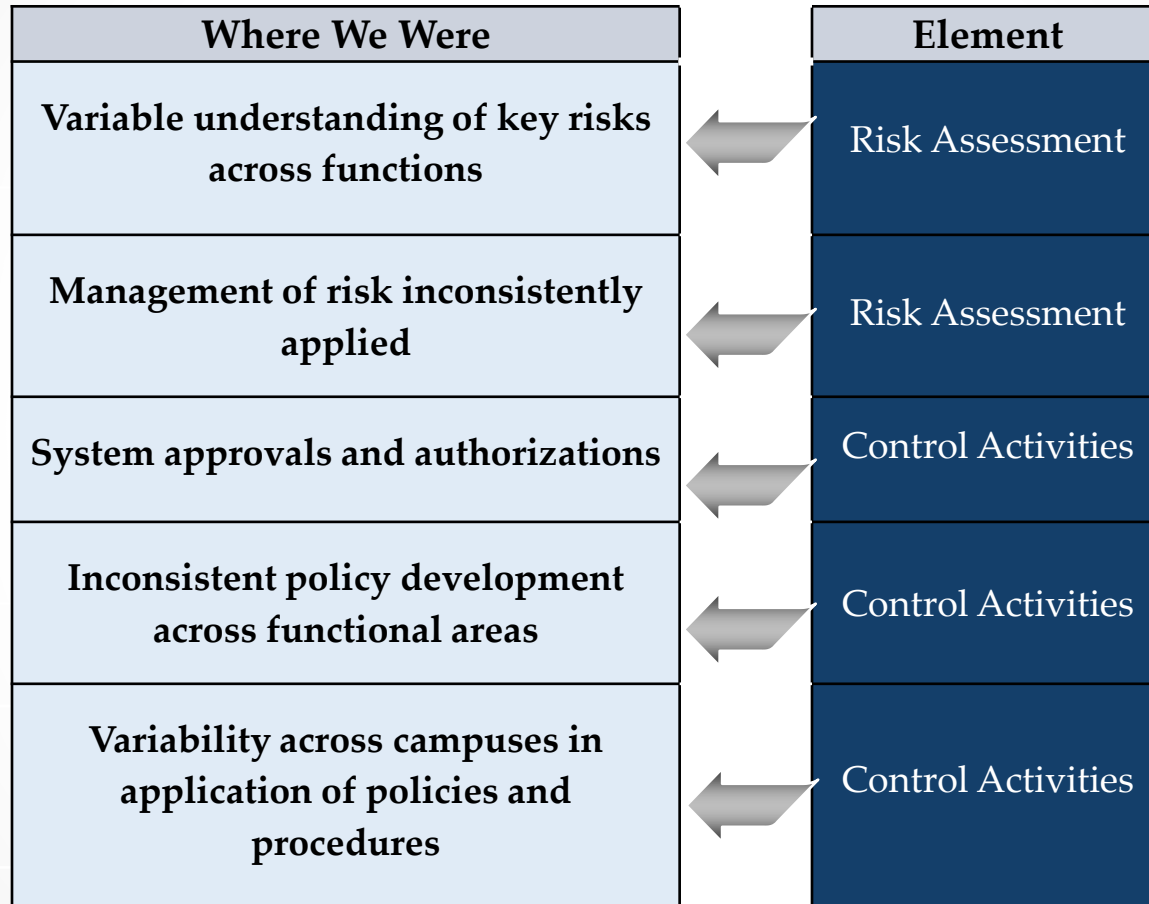 Where We Were
Element
Variable understanding of key risks
across functions
Risk Assessment
Management of risk inconsistently
applied
Risk Assessment
System approvals and authorizations
Control Activities
Inconsistent policy development
across functional areas
Control Activities
Variability across campuses in
application of policies and
procedures
Control Activities